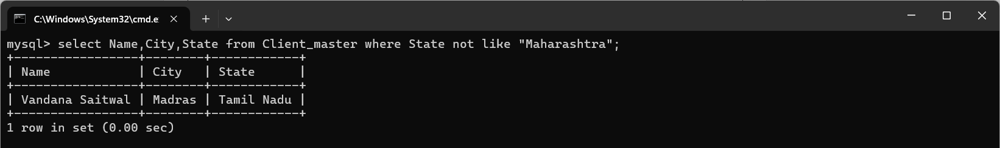 C:\Windows\System32\cmd.e
mysql> select Name,City,State from Client_master where State not like "Maharashtra";
+-----------------+--------+------------+
| Name            | City   | State      |
+-----------------+--------+------------+
| Vandana Saitwal | Madras | Tamil Nadu |
+-----------------+--------+------------+
1 row in set (0.00 sec)